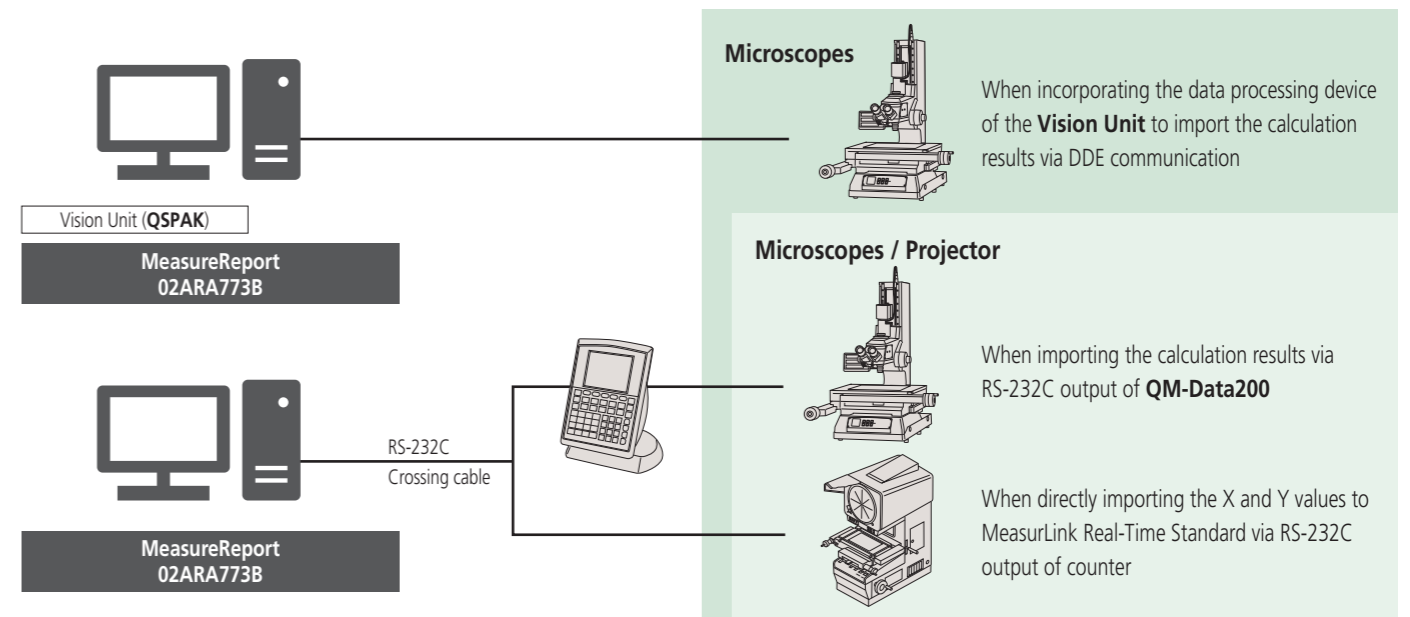 Microscopes
When incorporating the data processing device
of the Vision Unit to import the calculation
results via DDE communication
Vision Unit (QSPAK)
MeasureReport
02ARA773B
Microscopes / Projector
When importing the calculation results via
RS-232C output of QM-Data200
RS-232C
Crossing cable
When directly importing the X and Y values to
MeasurLink Real-Time Standard via RS-232C
output of counter
MeasureReport
02ARA773B